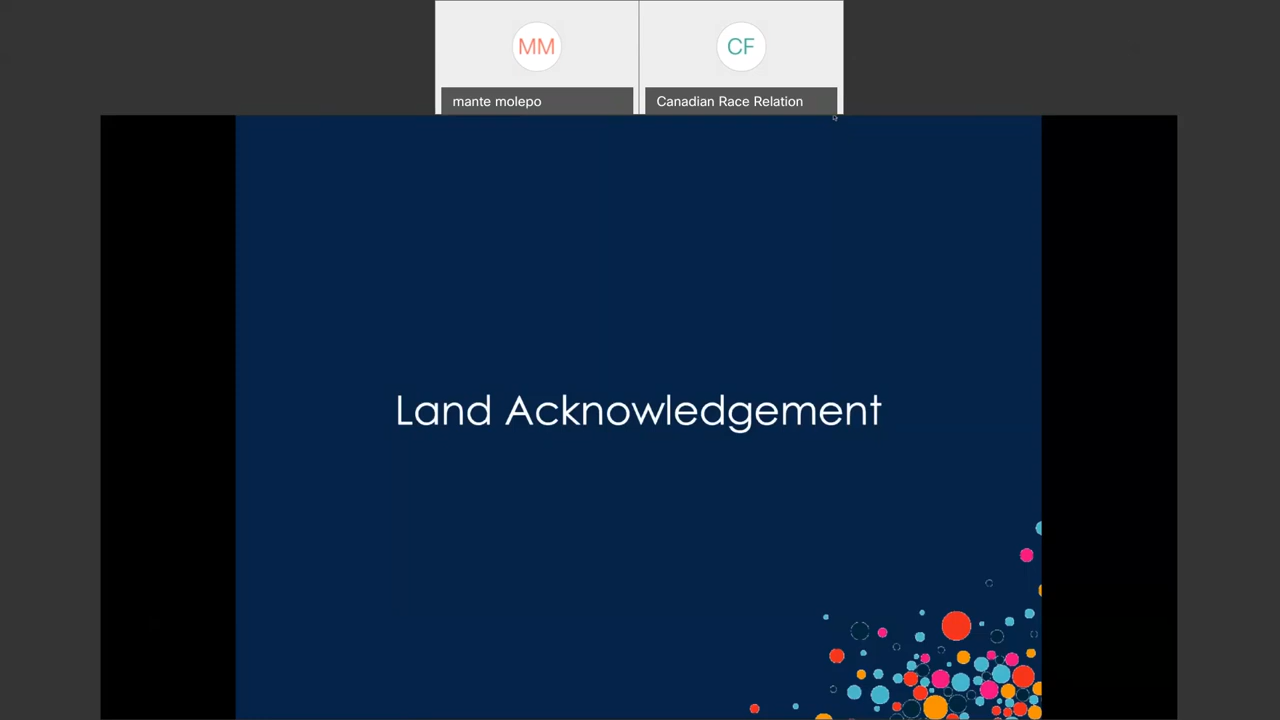 MM
CF
mante molepo
Canadian Race Relation
Land Acknowledgement